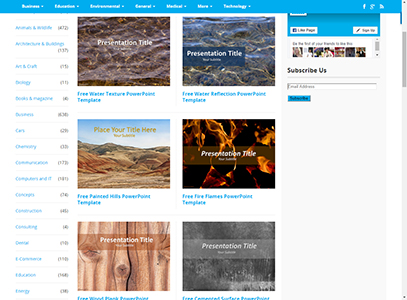 Business Education Environmental General Medical More Technology
Animals & Wildlife (472)
Architecture & Buildings (137)
Art & Craft (15)
Biology (11)
Books & magazine (4)
Business (638)
Cars (29)
Chemistry (33)
Communication (173)
Computers and IT (181)
Concepts (74)
Construction (45)
Consulting (4)
Dental (10)
E-Commerce (110)
Education (168)
Energy (38)
Presentation Title
Your Subtitle
Free Water Texture PowerPoint
Template
Presentation Title
Your Subtitle
Free Water Reflection PowerPoint
Template
Place Your Title Here
Your Subtitle
Free Painted Hills PowerPoint
Template
Presentation Title
Your Subtitle
Free Fire Flames PowerPoint
Template
Presentation Title
Your Subtitle
Free Wood Plank PowerPoint
Presentation Title
Your Subtitle
Free Cemented Surface PowerPoint
Like Page
Sign Up
Be the first of your friends to like this
Subscribe Us
Email Address
Subscribe